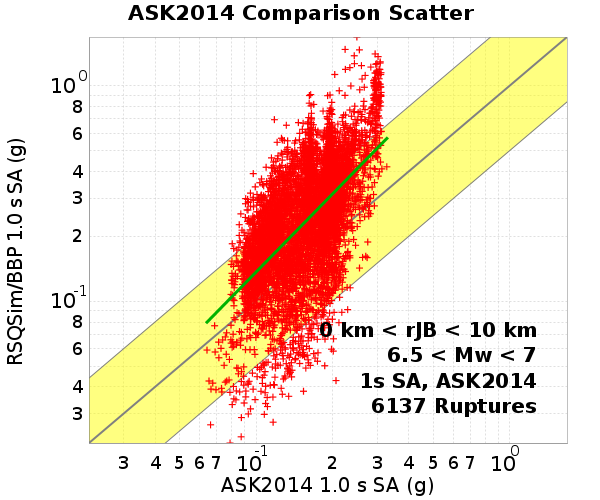 ASK2014 Comparison Scatter
RSQSim/BBP 1.0 s SA (g)
10^0
8
6
4
3
2
10^-1
8
6
4
3
0 km < rJB < 10 km
6.5 < Mw < 7
1s SA, ASK2014
6137 Ruptures
3 4 5 6 7 10^-1 2 3 4 5 6 7 10^0
ASK2014 1.0 s SA (g)